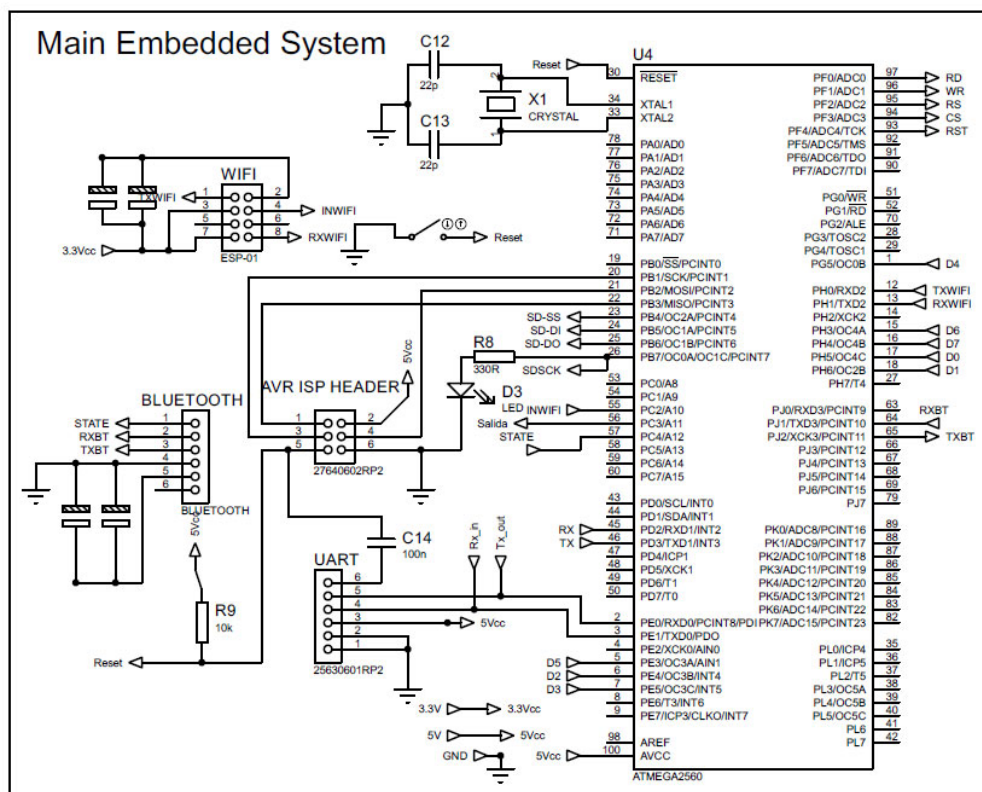 Main Embedded System
C12
22p
X1
CRYSTAL
C13
22p
2
1
WIFI
TXWIFI
1 2
3 4
5 6
7 8
INWIFI
RXWIFI
3.3Vcc
ESP-01
Reset
BLUETOOTH
STATE
RXBT
TXBT
1
2
3
4
5
6
BLUETOOTH
5Vcc
R9
10k
Reset
AVR ISP HEADER
5Vcc
1 2
3 4
5 6
27640602RP2
C14
100n
UART
6
5
4
3
2
1
25630601RP2
Rx_in
Tx_out
5Vcc
3.3V 3.3Vcc
5V 5Vcc
GND
R8
330R
D3
LED
U4
Reset 30 RESET
34 XTAL1
33 XTAL2
78 PA0/AD0
77 PA1/AD1
76 PA2/AD2
75 PA3/AD3
74 PA4/AD4
73 PA5/AD5
72 PA6/AD6
71 PA7/AD7
19 PB0/SS/PCINT0
20 PB1/SCK/PCINT1
21 PB2/MOSI/PCINT2
22 PB3/MISO/PCINT3
SD-SS 23 PB4/OC2A/PCINT4
SD-DI 24 PB5/OC1A/PCINT5
SD-DO 25 PB6/OC1B/PCINT6
SDSCK 26 PB7/OC0A/OC1C/PCINT7
53 PC0/A8
54 PC1/A9
INWIFI 55 PC2/A10
Salida 56 PC3/A11
STATE 57 PC4/A12
58 PC5/A13
59 PC6/A14
60 PC7/A15
43 PD0/SCL/INT0
44 PD1/SDA/INT1
RX 45 PD2/RXD1/INT2
TX 46 PD3/TXD1/INT3
47 PD4/ICP1
48 PD5/XCK1
49 PD6/T1
50 PD7/T0
2 PE0/RXD0/PCINT8/PDI
3 PE1/TXD0/PDO
4 PE2/XCK0/AIN0
D5 5 PE3/OC3A/AIN1
D2 6 PE4/OC3B/INT4
D3 7 PE5/OC3C/INT5
8 PE6/T3/INT6
9 PE7/ICP3/CLKO/INT7
98 AREF
5Vcc 100 AVCC
PF0/ADC0 97 RD
PF1/ADC1 96 WR
PF2/ADC2 95 RS
PF3/ADC3 94 CS
PF4/ADC4/TCK 93 RST
PF5/ADC5/TMS 92
PF6/ADC6/TDO 91
PF7/ADC7/TDI 90
PG0/WR 51
PG1/RD 52
PG2/ALE 70
PG3/TOSC2 28
PG4/TOSC1 29
PG5/OC0B 1 D4
PH0/RXD2 12 TXWIFI
PH1/TXD2 13 RXWIFI
PH2/XCK2 14
PH3/OC4A 15 D6
PH4/OC4B 16 D7
PH5/OC4C 17 D0
PH6/OC2B 18 D1
PH7/T4 27
PJ0/RXD3/PCINT9 63 RXBT
PJ1/TXD3/PCINT10 64
PJ2/XCK3/PCINT11 65 TXBT
PJ3/PCINT12 66
PJ4/PCINT13 67
PJ5/PCINT14 68
PJ6/PCINT15 69
PJ7 79
PK0/ADC8/PCINT16 89
PK1/ADC9/PCINT17 88
PK2/ADC10/PCINT18 87
PK3/ADC11/PCINT19 86
PK4/ADC12/PCINT20 85
PK5/ADC13/PCINT21 84
PK6/ADC14/PCINT22 83
PK7/ADC15/PCINT23 82
PL0/ICP4 35
PL1/ICP5 36
PL2/T5 37
PL3/OC5A 38
PL4/OC5B 39
PL5/OC5C 40
PL6 41
PL7 42
ATMEGA2560